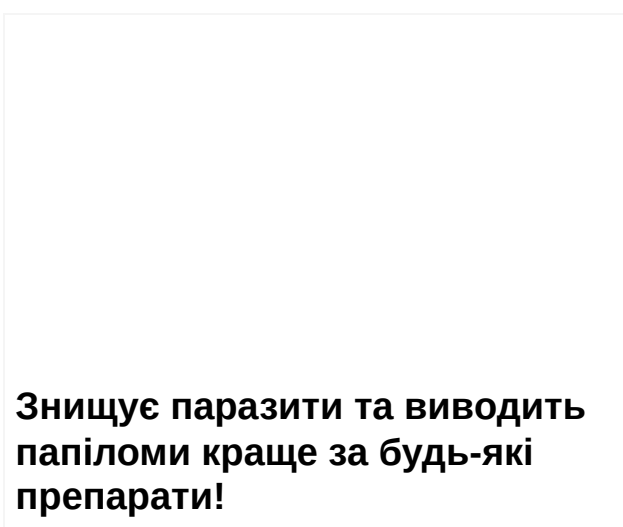 Знищує паразити та виводить
папіломи краще за будь-які
препарати!